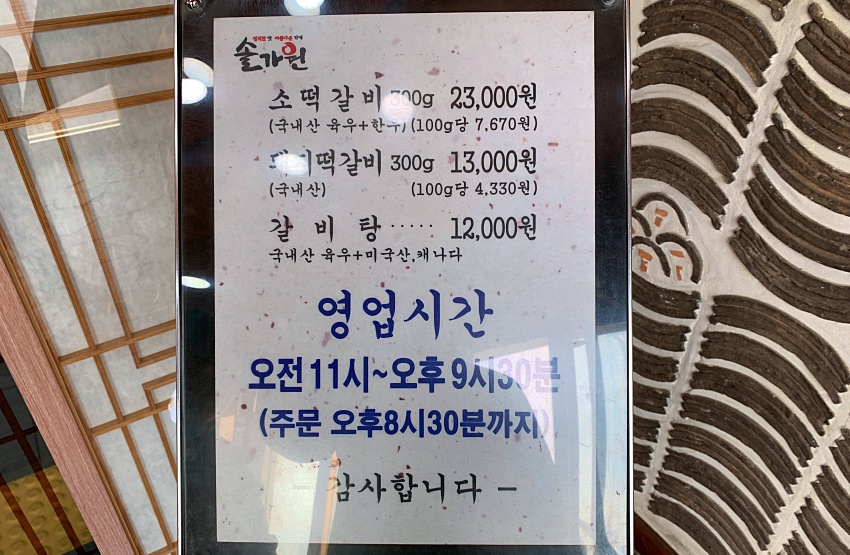 솔가원
소떡갈비 300g 23,000원
(국내산 육우+한우) (100g당 7,670원)
돼지떡갈비 300g 13,000원
(국내산) (100g당 4,330원)
갈비탕 ····· 12,000원
국내산 육우+미국산,캐나다
영업시간
오전 11시~오후 9시30분
(주문 오후8시30분까지)
감사합니다 –